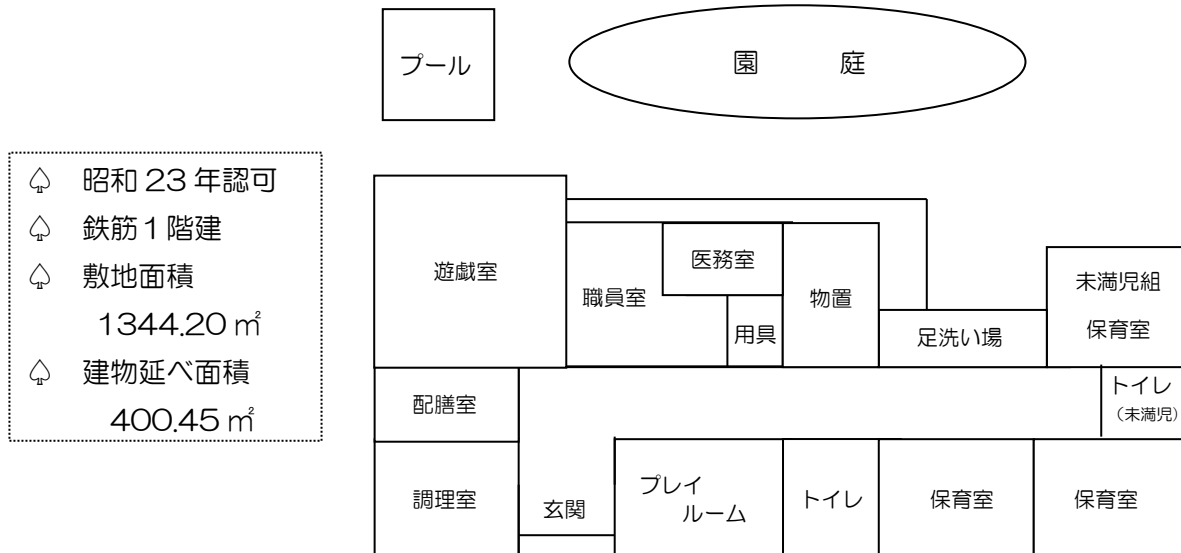 プール
園　庭
♤ 昭和23年認可
♤ 鉄筋1階建
♤ 敷地面積
1344.20㎡
♤ 建物延べ面積
400.45㎡
遊戯室
職員室
医務室
用具
物置
足洗い場
未満児組
保育室
配膳室
トイレ
（未満児）
調理室
玄関
プレイ
ルーム
トイレ
保育室
保育室